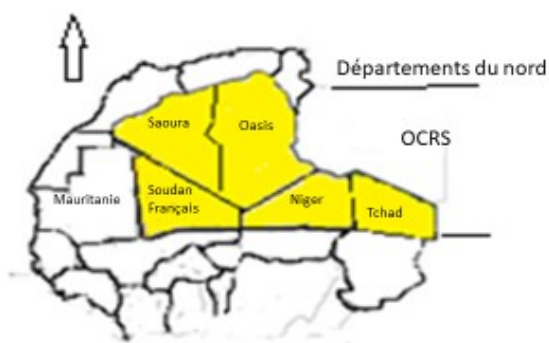 Départements du nord
Saoura
Oasis
OCRS
Mauritanie
Soudan
Français
Niger
Tchad